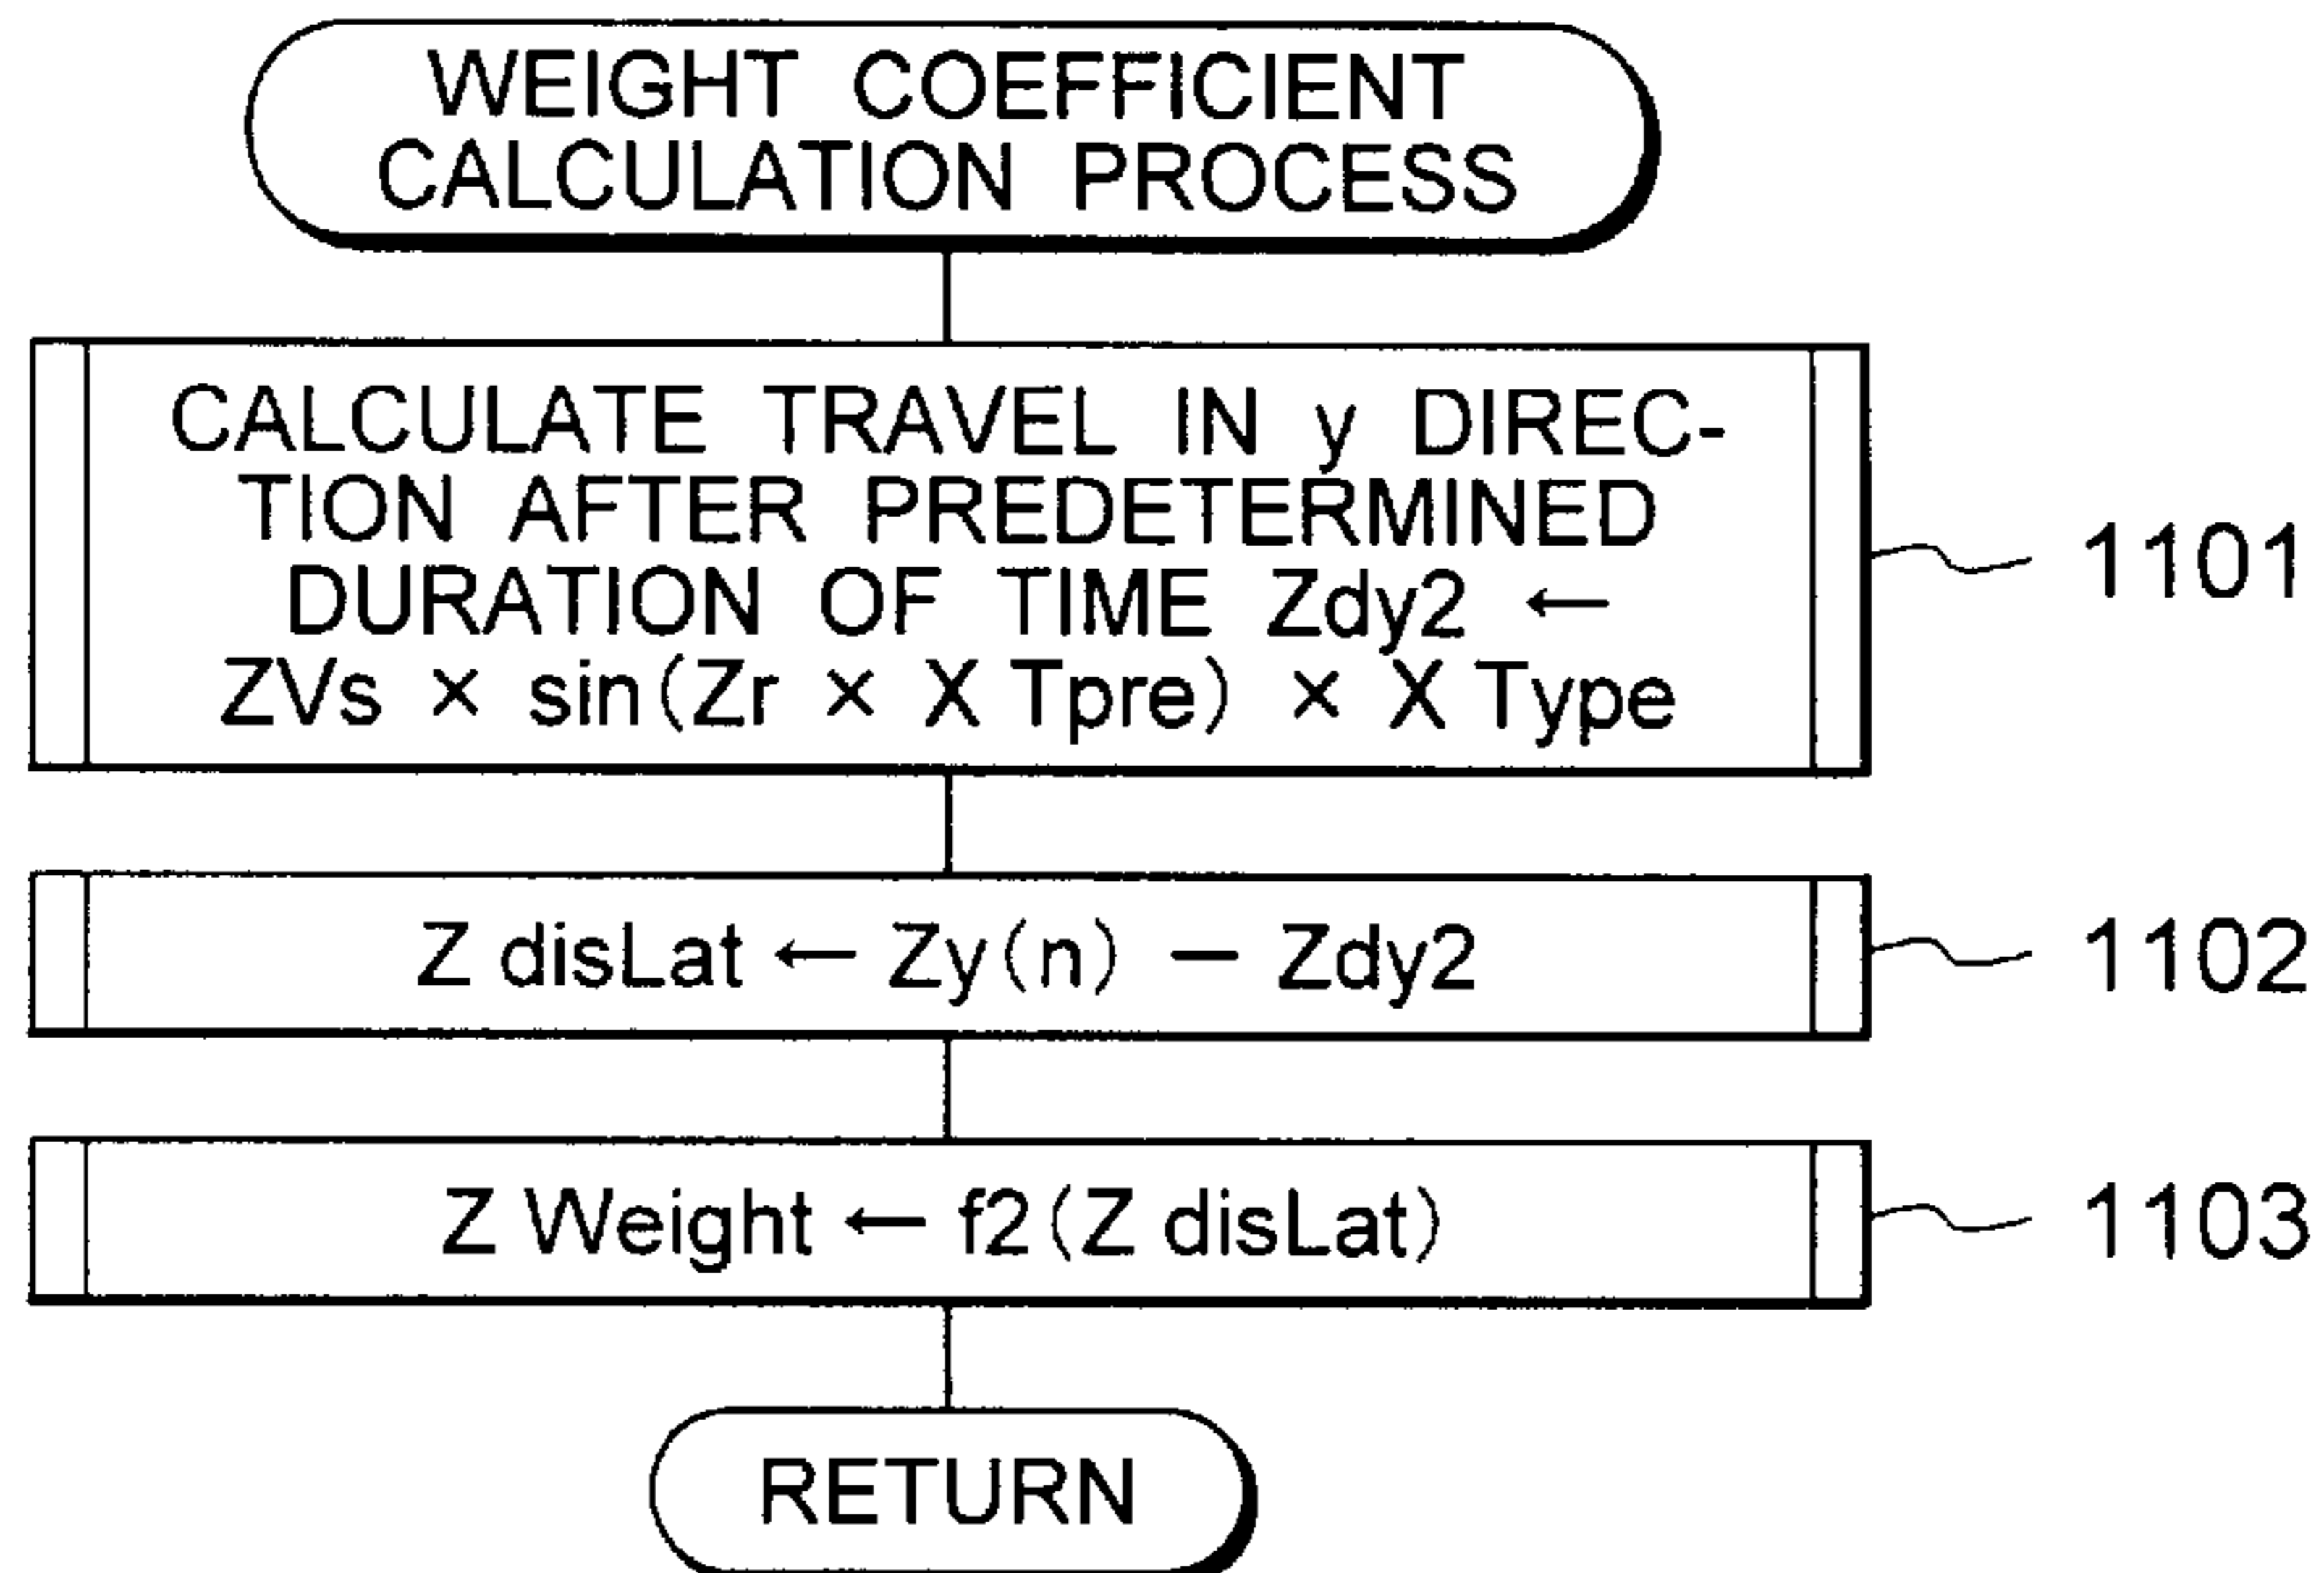 WEIGHT COEFFICIENT
CALCULATION PROCESS
CALCULATE TRAVEL IN y DIREC-
TION AFTER PREDETERMINED
DURATION OF TIME Zdy2 ←
ZVs × sin(Zr × X Tpre) × X Type
1101
Z disLat ← Zy(n) − Zdy2
1102
Z Weight ← f2(Z disLat)
1103
RETURN